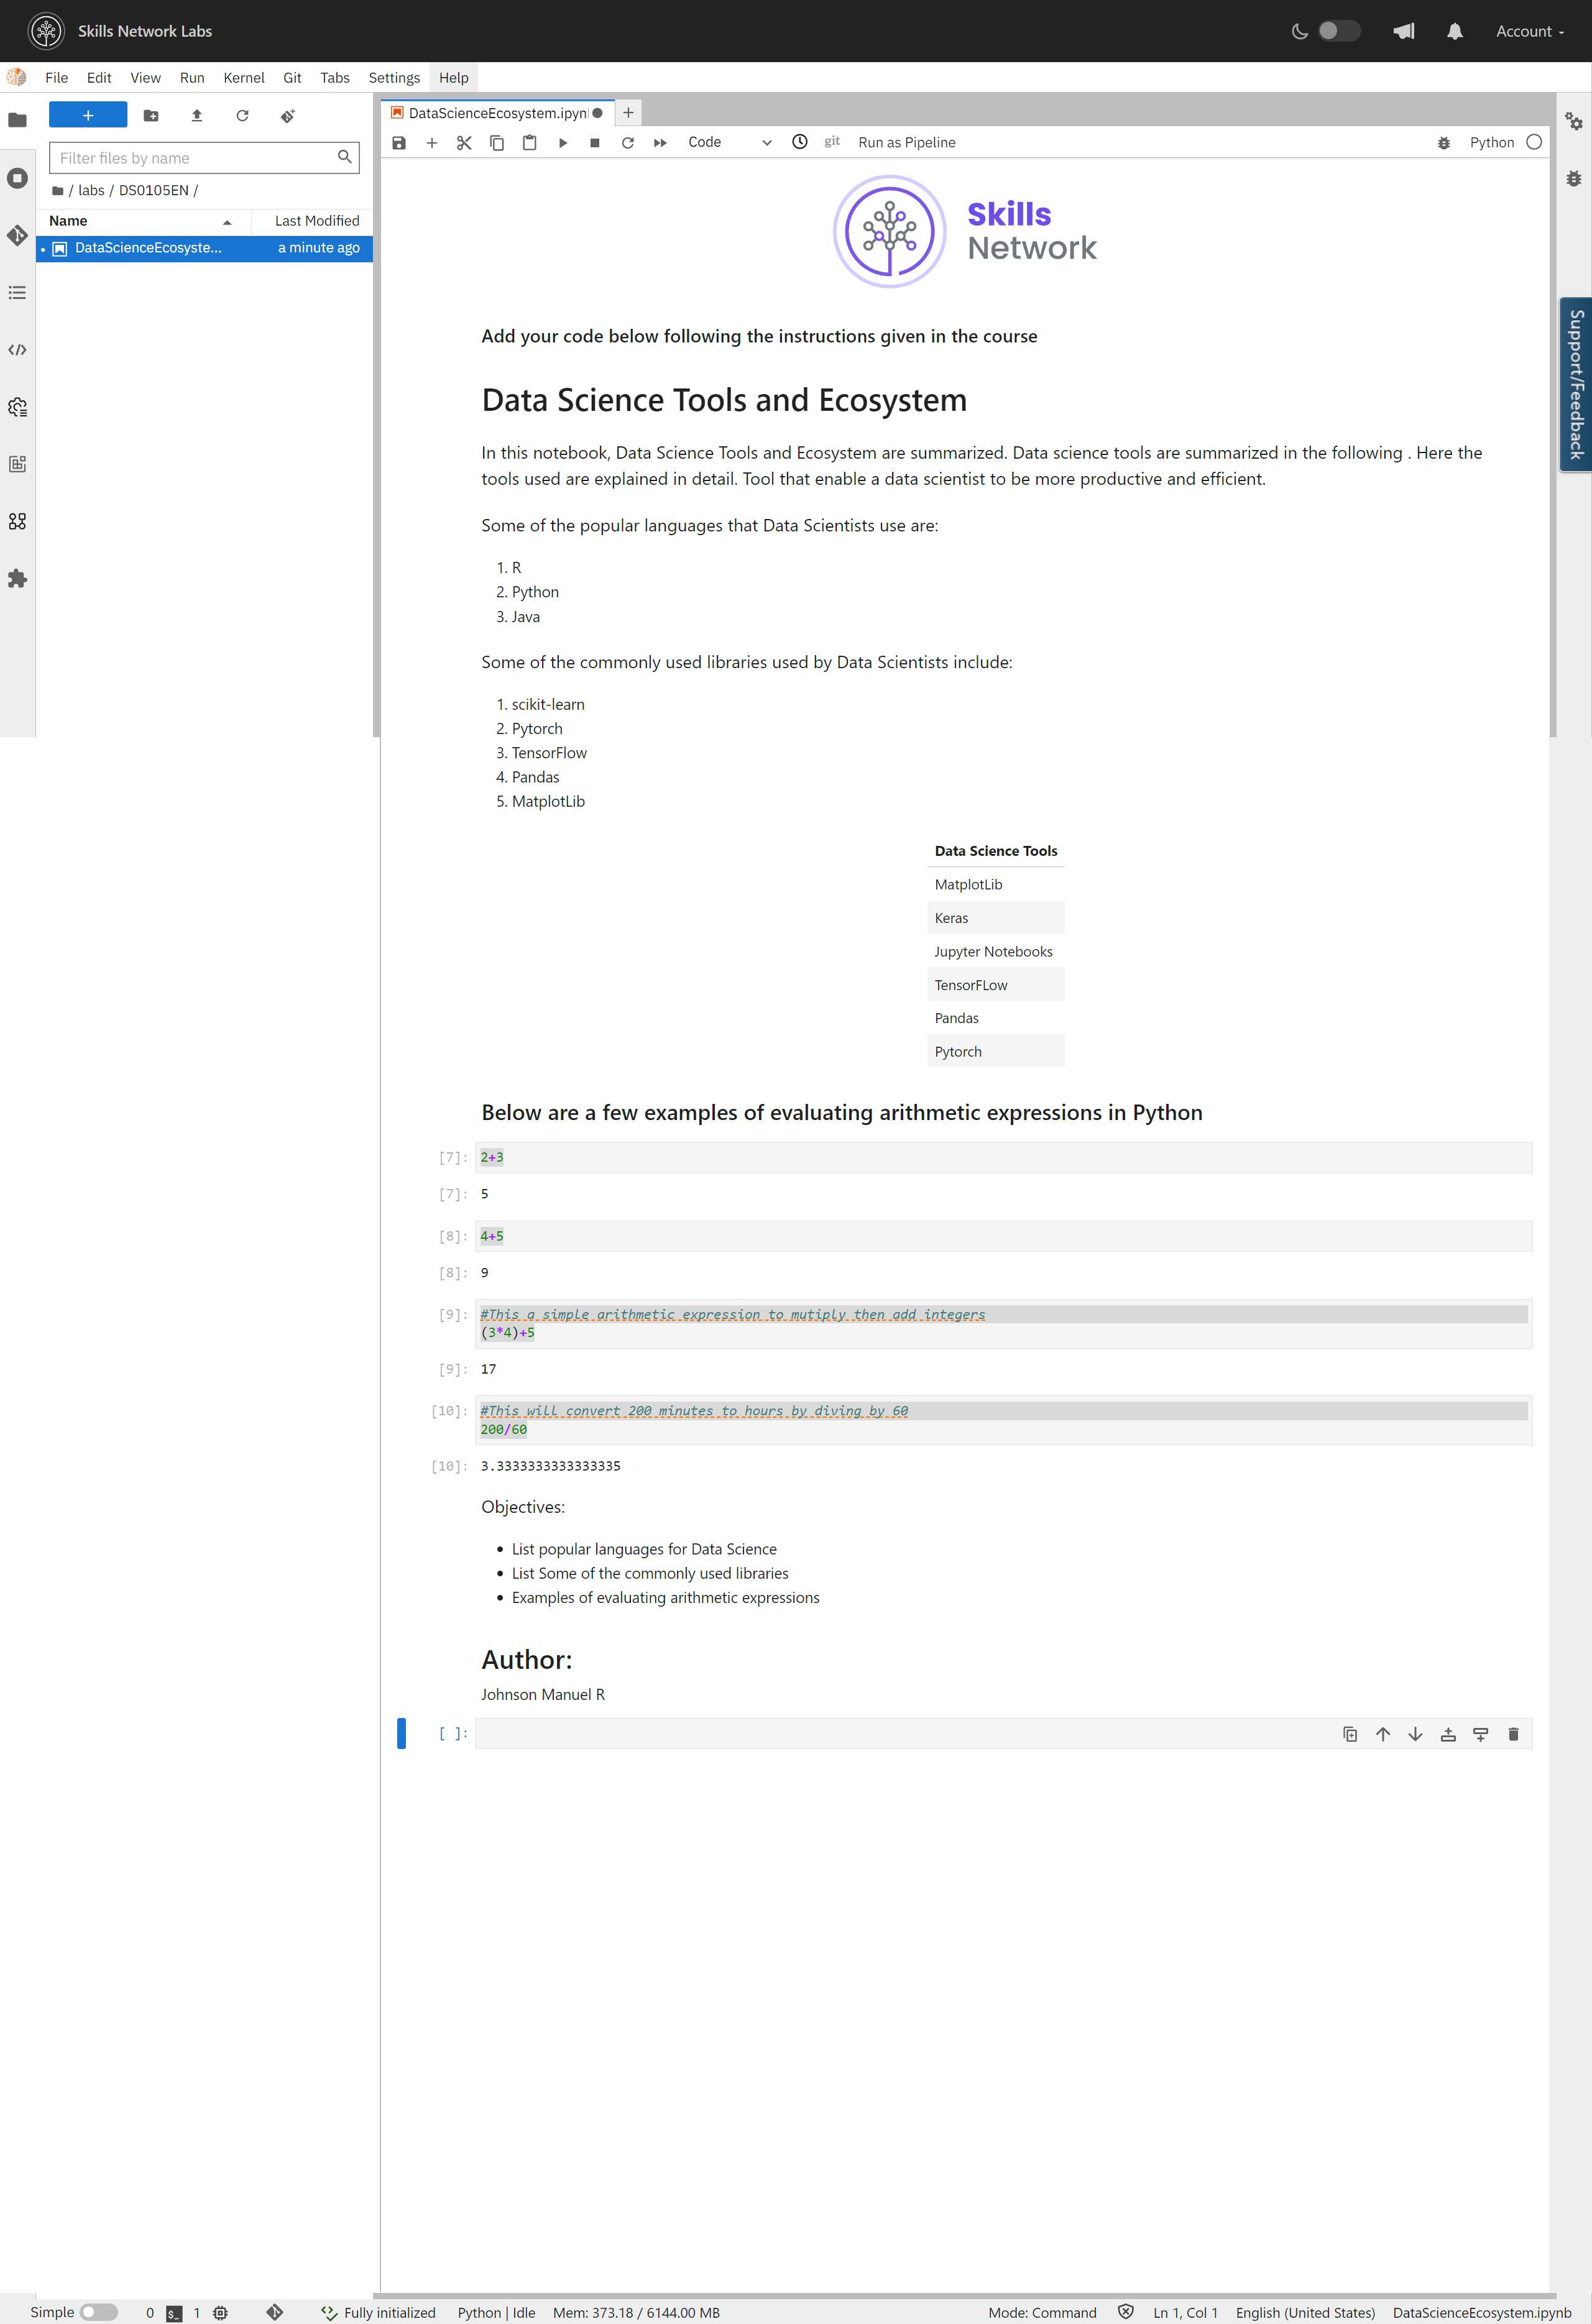 Skills Network Labs
Account
File Edit View Run Kernel Git Tabs Settings Help
+
Filter files by name
/ labs / DS0105EN /
Name Last Modified
DataScienceEcosyste... a minute ago
DataScienceEcosystem.ipynl
Code git Run as Pipeline Python
Skills
Network
Support/Feedback
Add your code below following the instructions given in the course
Data Science Tools and Ecosystem
In this notebook, Data Science Tools and Ecosystem are summarized. Data science tools are summarized in the following . Here the
tools used are explained in detail. Tool that enable a data scientist to be more productive and efficient.
Some of the popular languages that Data Scientists use are:
1. R
2. Python
3. Java
Some of the commonly used libraries used by Data Scientists include:
1. scikit-learn
2. Pytorch
3. TensorFlow
4. Pandas
5. MatplotLib
Data Science Tools
MatplotLib
Keras
Jupyter Notebooks
TensorFLow
Pandas
Pytorch
Below are a few examples of evaluating arithmetic expressions in Python
[7]: 2+3
[7]: 5
[8]: 4+5
[8]: 9
[9]: #This a simple arithmetic expression to mutiply then add integers
(3*4)+5
[9]: 17
[10]: #This will convert 200 minutes to hours by diving by 60
200/60
[10]: 3.3333333333333335
Objectives:
• List popular languages for Data Science
• List Some of the commonly used libraries
• Examples of evaluating arithmetic expressions
Author:
Johnson Manuel R
[ ]:
Simple 0 $_ 1 Fully initialized Python | Idle Mem: 373.18 / 6144.00 MB Mode: Command Ln 1, Col 1 English (United States) DataScienceEcosystem.ipynb